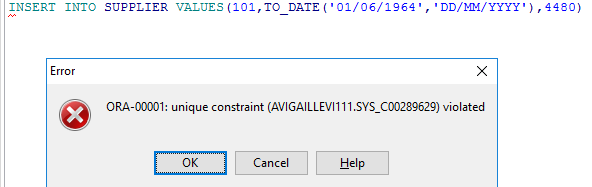 INSERT INTO SUPPLIER VALUES(101,TO_DATE('01/06/1964','DD/MM/YYYY'),4480)
Error
ORA-00001: unique constraint (AVIGAILLEVI111.SYS_C00289629) violated
OK Cancel Help